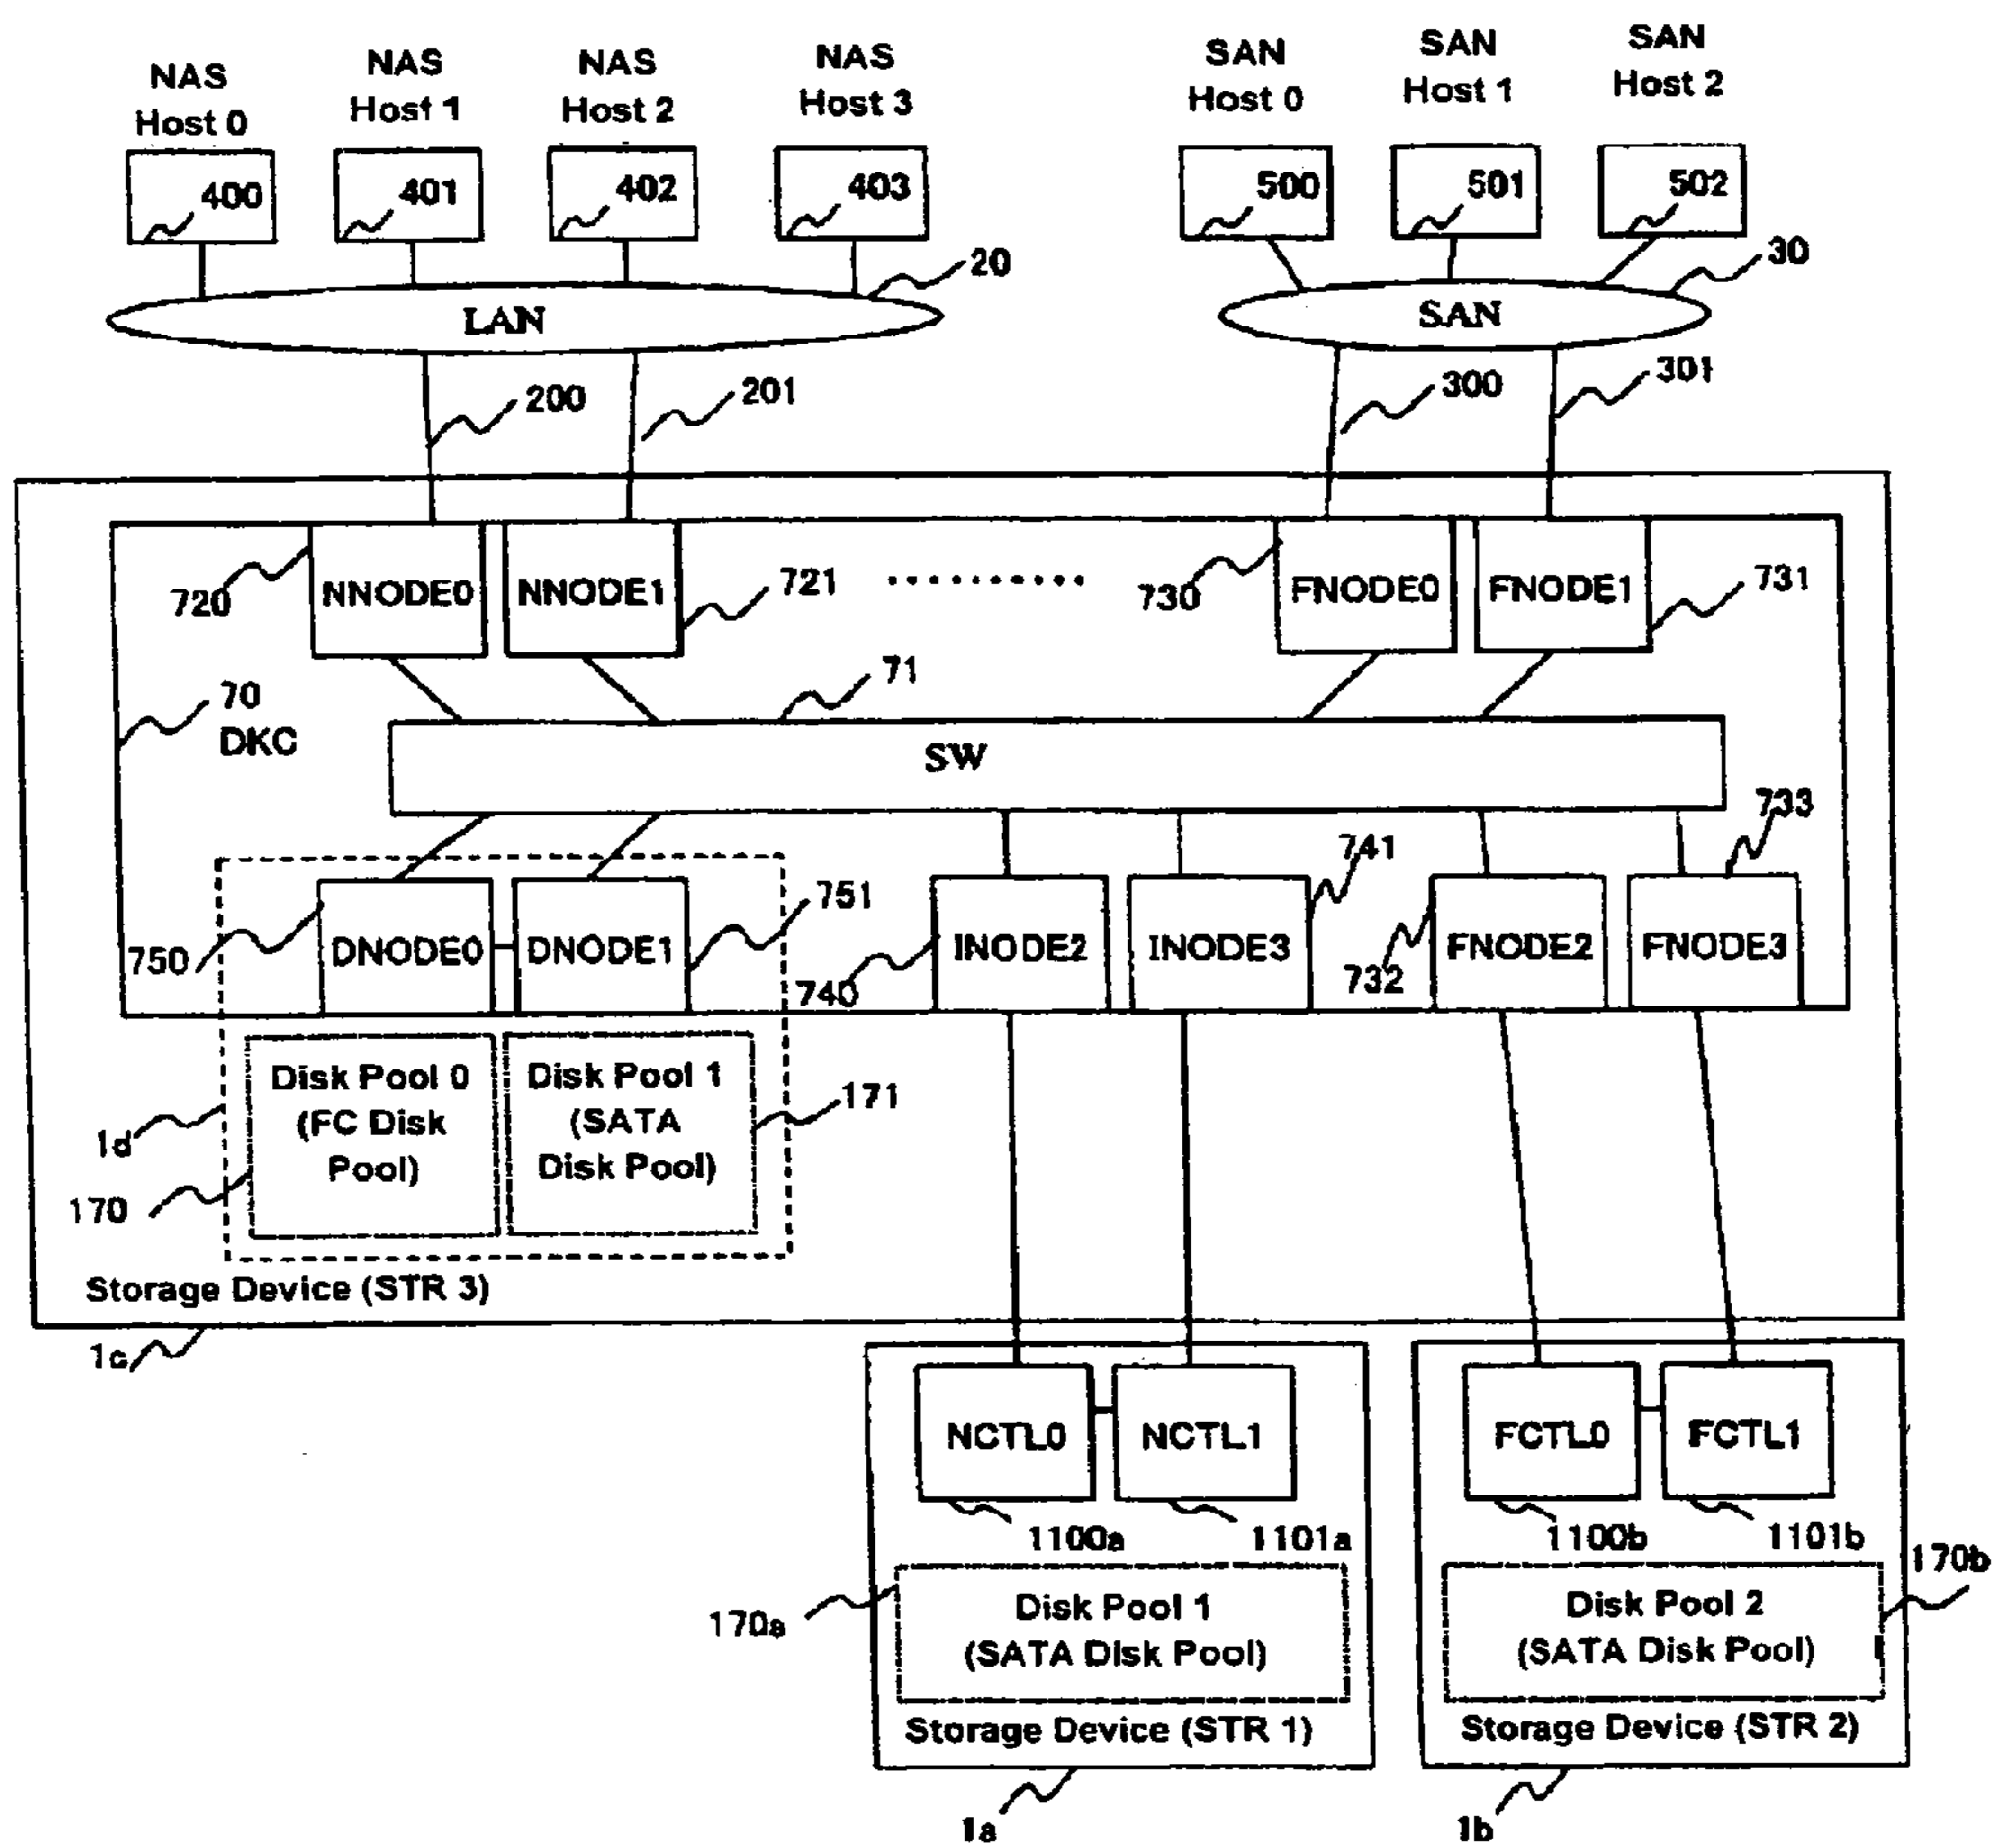 NAS
Host 0
NAS
Host 1
NAS
Host 2
NAS
Host 3
SAN
Host 0
SAN
Host 1
SAN
Host 2
400
401
402
403
500
501
502
20
30
LAN
SAN
200
201
300
301
720
NNODE0
NNODE1
721
730
FNODE0
FNODE1
731
70
DKC
71
SW
733
741
750
DNODE0
DNODE1
751
740
INODE2
INODE3
732
FNODE2
FNODE3
Disk Pool 0
(FC Disk
Pool)
Disk Pool 1
(SATA
Disk Pool)
171
1d
170
Storage Device (STR 3)
1c
NCTL0
NCTL1
FCTL0
FCTL1
1100a
1101a
1100b
1101b
170a
Disk Pool 1
(SATA Disk Pool)
Disk Pool 2
(SATA Disk Pool)
170b
Storage Device (STR 1)
Storage Device (STR 2)
1a
1b